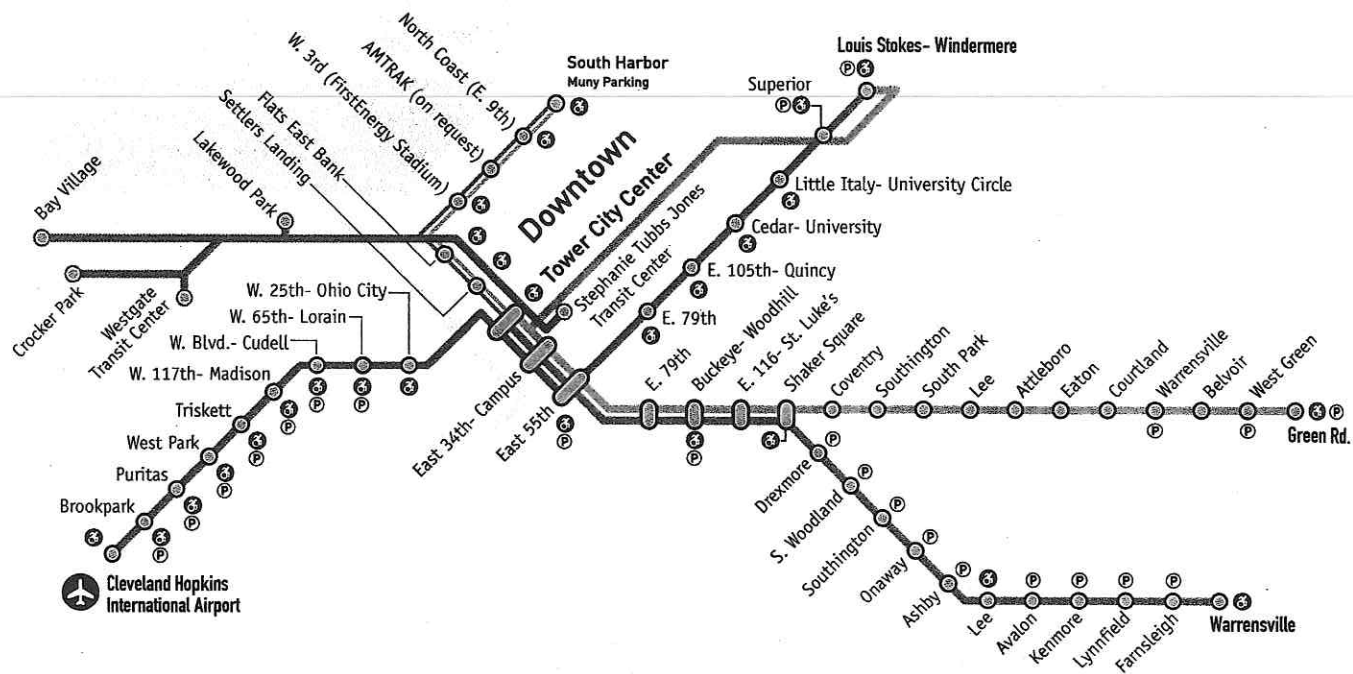 Bay Village
Crocker Park
Westgate
Transit Center
Lakewood Park
Settlers Landing
Flats East Bank
W. 3rd (FirstEnergy Stadium)
AMTRAK (on request)
North Coast (E. 9th)
South Harbor
Muny Parking
Downtown
Tower City Center
Stephanie Tubbs Jones
Transit Center
Louis Stokes- Windermere
P
Superior
P
Little Italy- University Circle
Cedar- University
E. 105th- Quincy
E. 79th
W. 25th- Ohio City
W. 65th- Lorain
P
W. Blvd.- Cudell
P
W. 117th- Madison
P
Triskett
P
West Park
P
Puritas
P
Brookpark
P
Cleveland Hopkins
International Airport
East 34th- Campus
East 55th
P
E. 79th
Buckeye- Woodhill
P
E. 116- St. Luke's
Shaker Square
Coventry
Southington
South Park
Lee
Attleboro
Eaton
Courtland
Warrensville
P
Belvoir
West Green
P
Green Rd.
P
Drexmore
P
S. Woodland
P
Southington
P
Onaway
P
Ashby
P
Lee
Avalon
P
Kenmore
P
Lynnfield
P
Farnsleigh
P
Warrensville